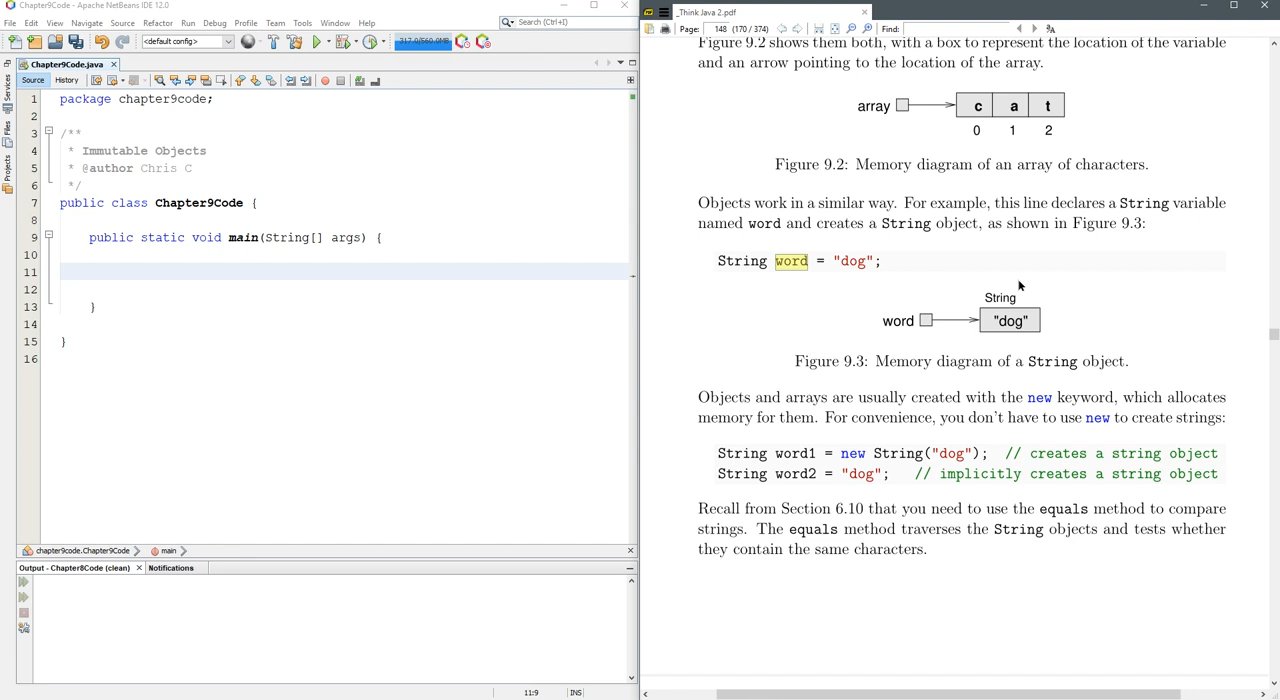 Chapter9Code - Apache NetBeans IDE 12.0
File Edit View Navigate Source Refactor Run Debug Profile Team Tools Window Help
Search (Ctrl+I)
<default config>
317.0/560.0MB
Chapter9Code.java
Source History
Services
Files
Projects
1 package chapter9code;
2
3 /**
4 * Immutable Objects
5 * @author Chris C
6 */
7 public class Chapter9Code {
8
9 public static void main(String[] args) {
10
11
12
13 }
14
15 }
16
chapter9code.Chapter9Code main
Output - Chapter8Code (clean) Notifications
11:9 INS
_Think Java 2.pdf
Page: 148 (170 / 374) Find:
Figure 9.2 shows them both, with a box to represent the location of the variable
and an arrow pointing to the location of the array.
array c a t
0 1 2
Figure 9.2: Memory diagram of an array of characters.
Objects work in a similar way. For example, this line declares a String variable
named word and creates a String object, as shown in Figure 9.3:
String word = "dog";
String
word "dog"
Figure 9.3: Memory diagram of a String object.
Objects and arrays are usually created with the new keyword, which allocates
memory for them. For convenience, you don't have to use new to create strings:
String word1 = new String("dog"); // creates a string object
String word2 = "dog"; // implicitly creates a string object
Recall from Section 6.10 that you need to use the equals method to compare
strings. The equals method traverses the String objects and tests whether
they contain the same characters.